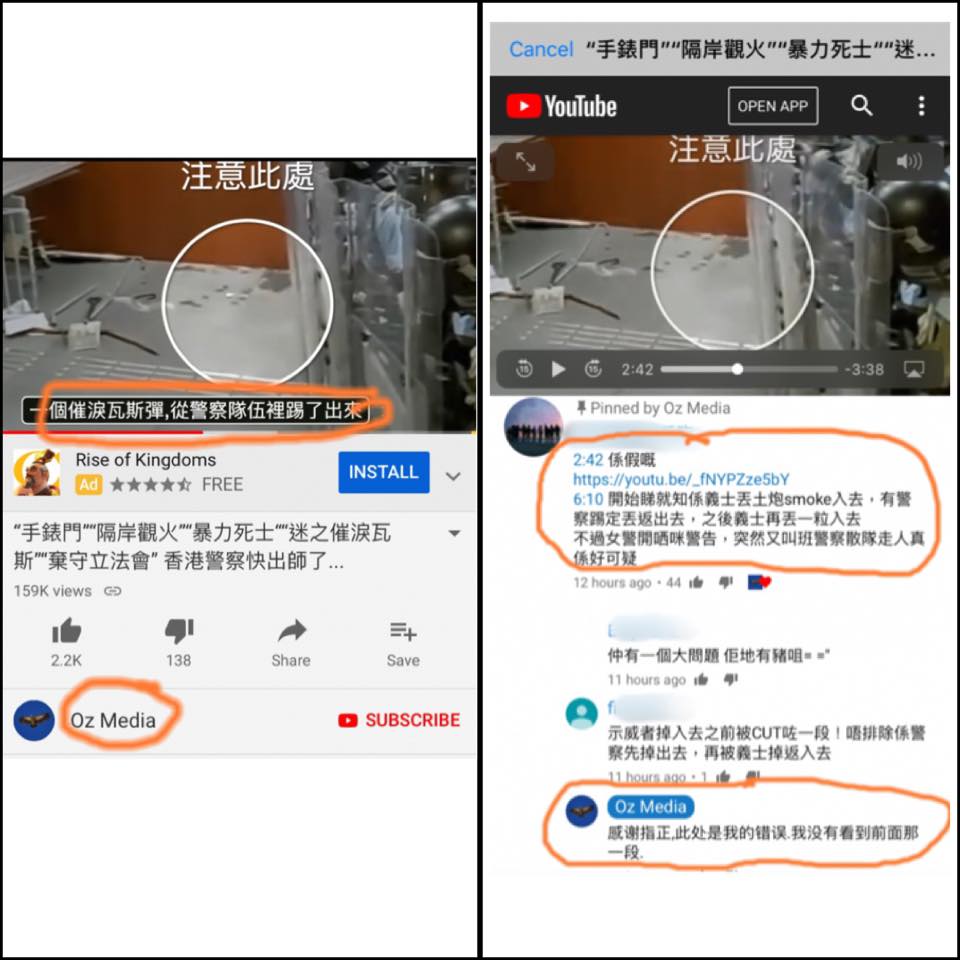 注意此處
一個催淚瓦斯彈,從警察隊伍裡踢了出來
Rise of Kingdoms
Ad FREE
INSTALL
“手錶門”“隔岸觀火”“暴力死士”“迷之催淚瓦
斯”“棄守立法會” 香港警察快出師了...
159K views
2.2K
138
Share
Save
Oz Media
SUBSCRIBE
Cancel “手錶門”“隔岸觀火”“暴力死士”“迷...
YouTube
OPEN APP
注意此處
15
15
2:42
-3:38
Pinned by Oz Media
2:42 係假嘅
https://youtu.be/_fNYPZze5bY
6:10 開始睇就知係義士丟土炮smoke入去，有警
察踢定丟返出去，之後義士再丟一粒入去
不過女警開晒咪警告，突然又叫班警察散隊走人真
係好可疑
12 hours ago · 44
仲有一個大問題 佢地有豬咀= ="
11 hours ago
示威者掉入去之前被CUT咗一段！唔排除係警
察先掉出去，再被義士掉返入去
11 hours ago · 1
Oz Media
感谢指正,此处是我的错误.我没有看到前面那
一段.